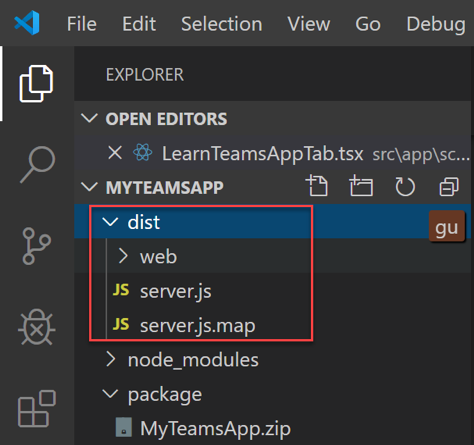 File Edit Selection View Go Debug
EXPLORER
OPEN EDITORS
LearnTeamsAppTab.tsx src\app\sc...
MYTEAMSAPP
dist
gu
web
JS server.js
JS server.js.map
node_modules
package
MyTeamsApp.zip